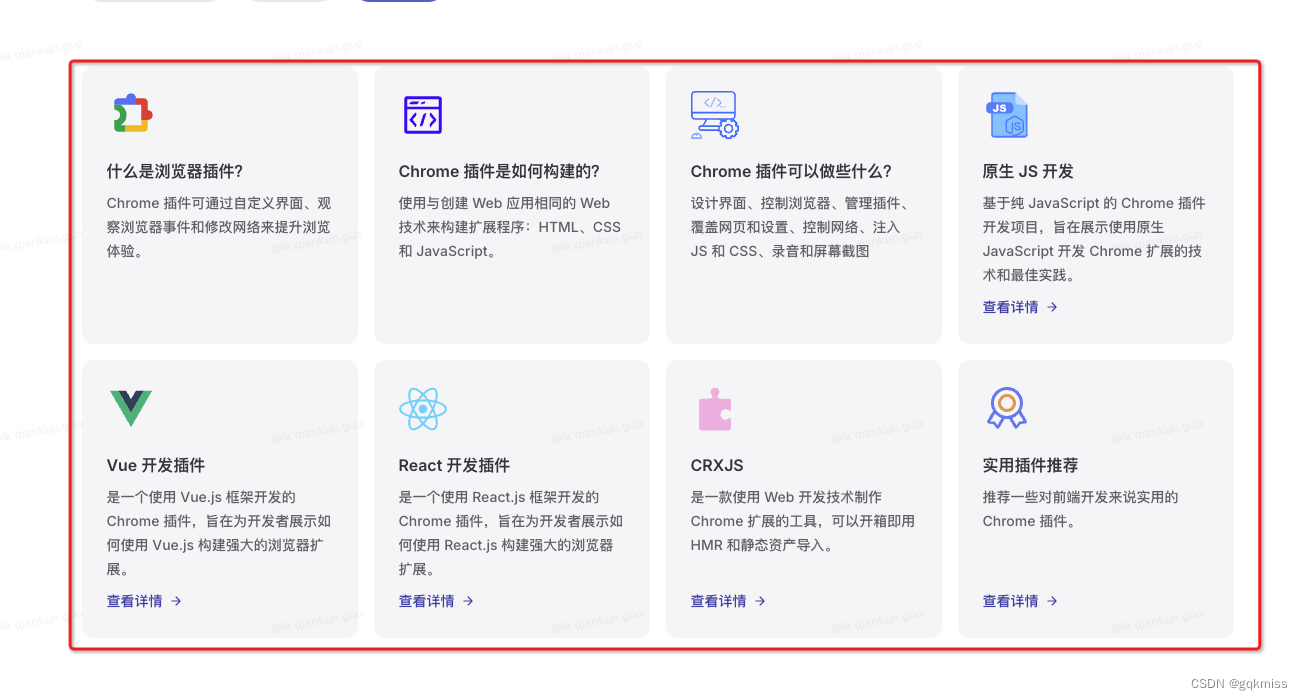 什么是浏览器插件?
Chrome 插件可通过自定义界面、观
察浏览器事件和修改网络来提升浏览
体验。
Chrome 插件是如何构建的?
使用与创建 Web 应用相同的 Web
技术来构建扩展程序：HTML、CSS
和 JavaScript。
Chrome 插件可以做些什么?
</>...
设计界面、控制浏览器、管理插件、
覆盖网页和设置、控制网络、注入
JS 和 CSS、录音和屏幕截图
JS
JS
原生 JS 开发
基于纯 JavaScript 的 Chrome 插件
开发项目，旨在展示使用原生
JavaScript 开发 Chrome 扩展的技
术和最佳实践。
查看详情 →
Vue 开发插件
是一个使用 Vue.js 框架开发的
Chrome 插件，旨在为开发者展示如
何使用 Vue.js 构建强大的浏览器扩
展。
查看详情 →
React 开发插件
是一个使用 React.js 框架开发的
Chrome 插件，旨在为开发者展示如
何使用 React.js 构建强大的浏览器
扩展。
查看详情 →
CRXJS
是一款使用 Web 开发技术制作
Chrome 扩展的工具，可以开箱即用
HMR 和静态资产导入。
查看详情 →
实用插件推荐
推荐一些对前端开发来说实用的
Chrome 插件。
查看详情 →
@lk qiankun.guo
CSDN @gqkmiss